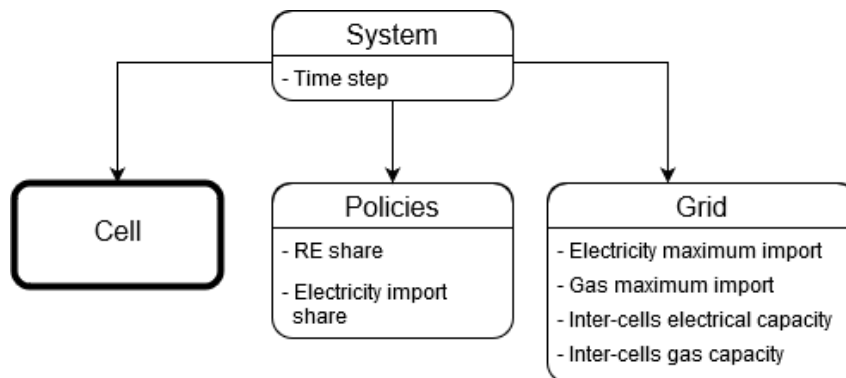 System
- Time step
Cell
Policies
- RE share
- Electricity import
share
Grid
- Electricity maximum import
- Gas maximum import
- Inter-cells electrical capacity
- Inter-cells gas capacity